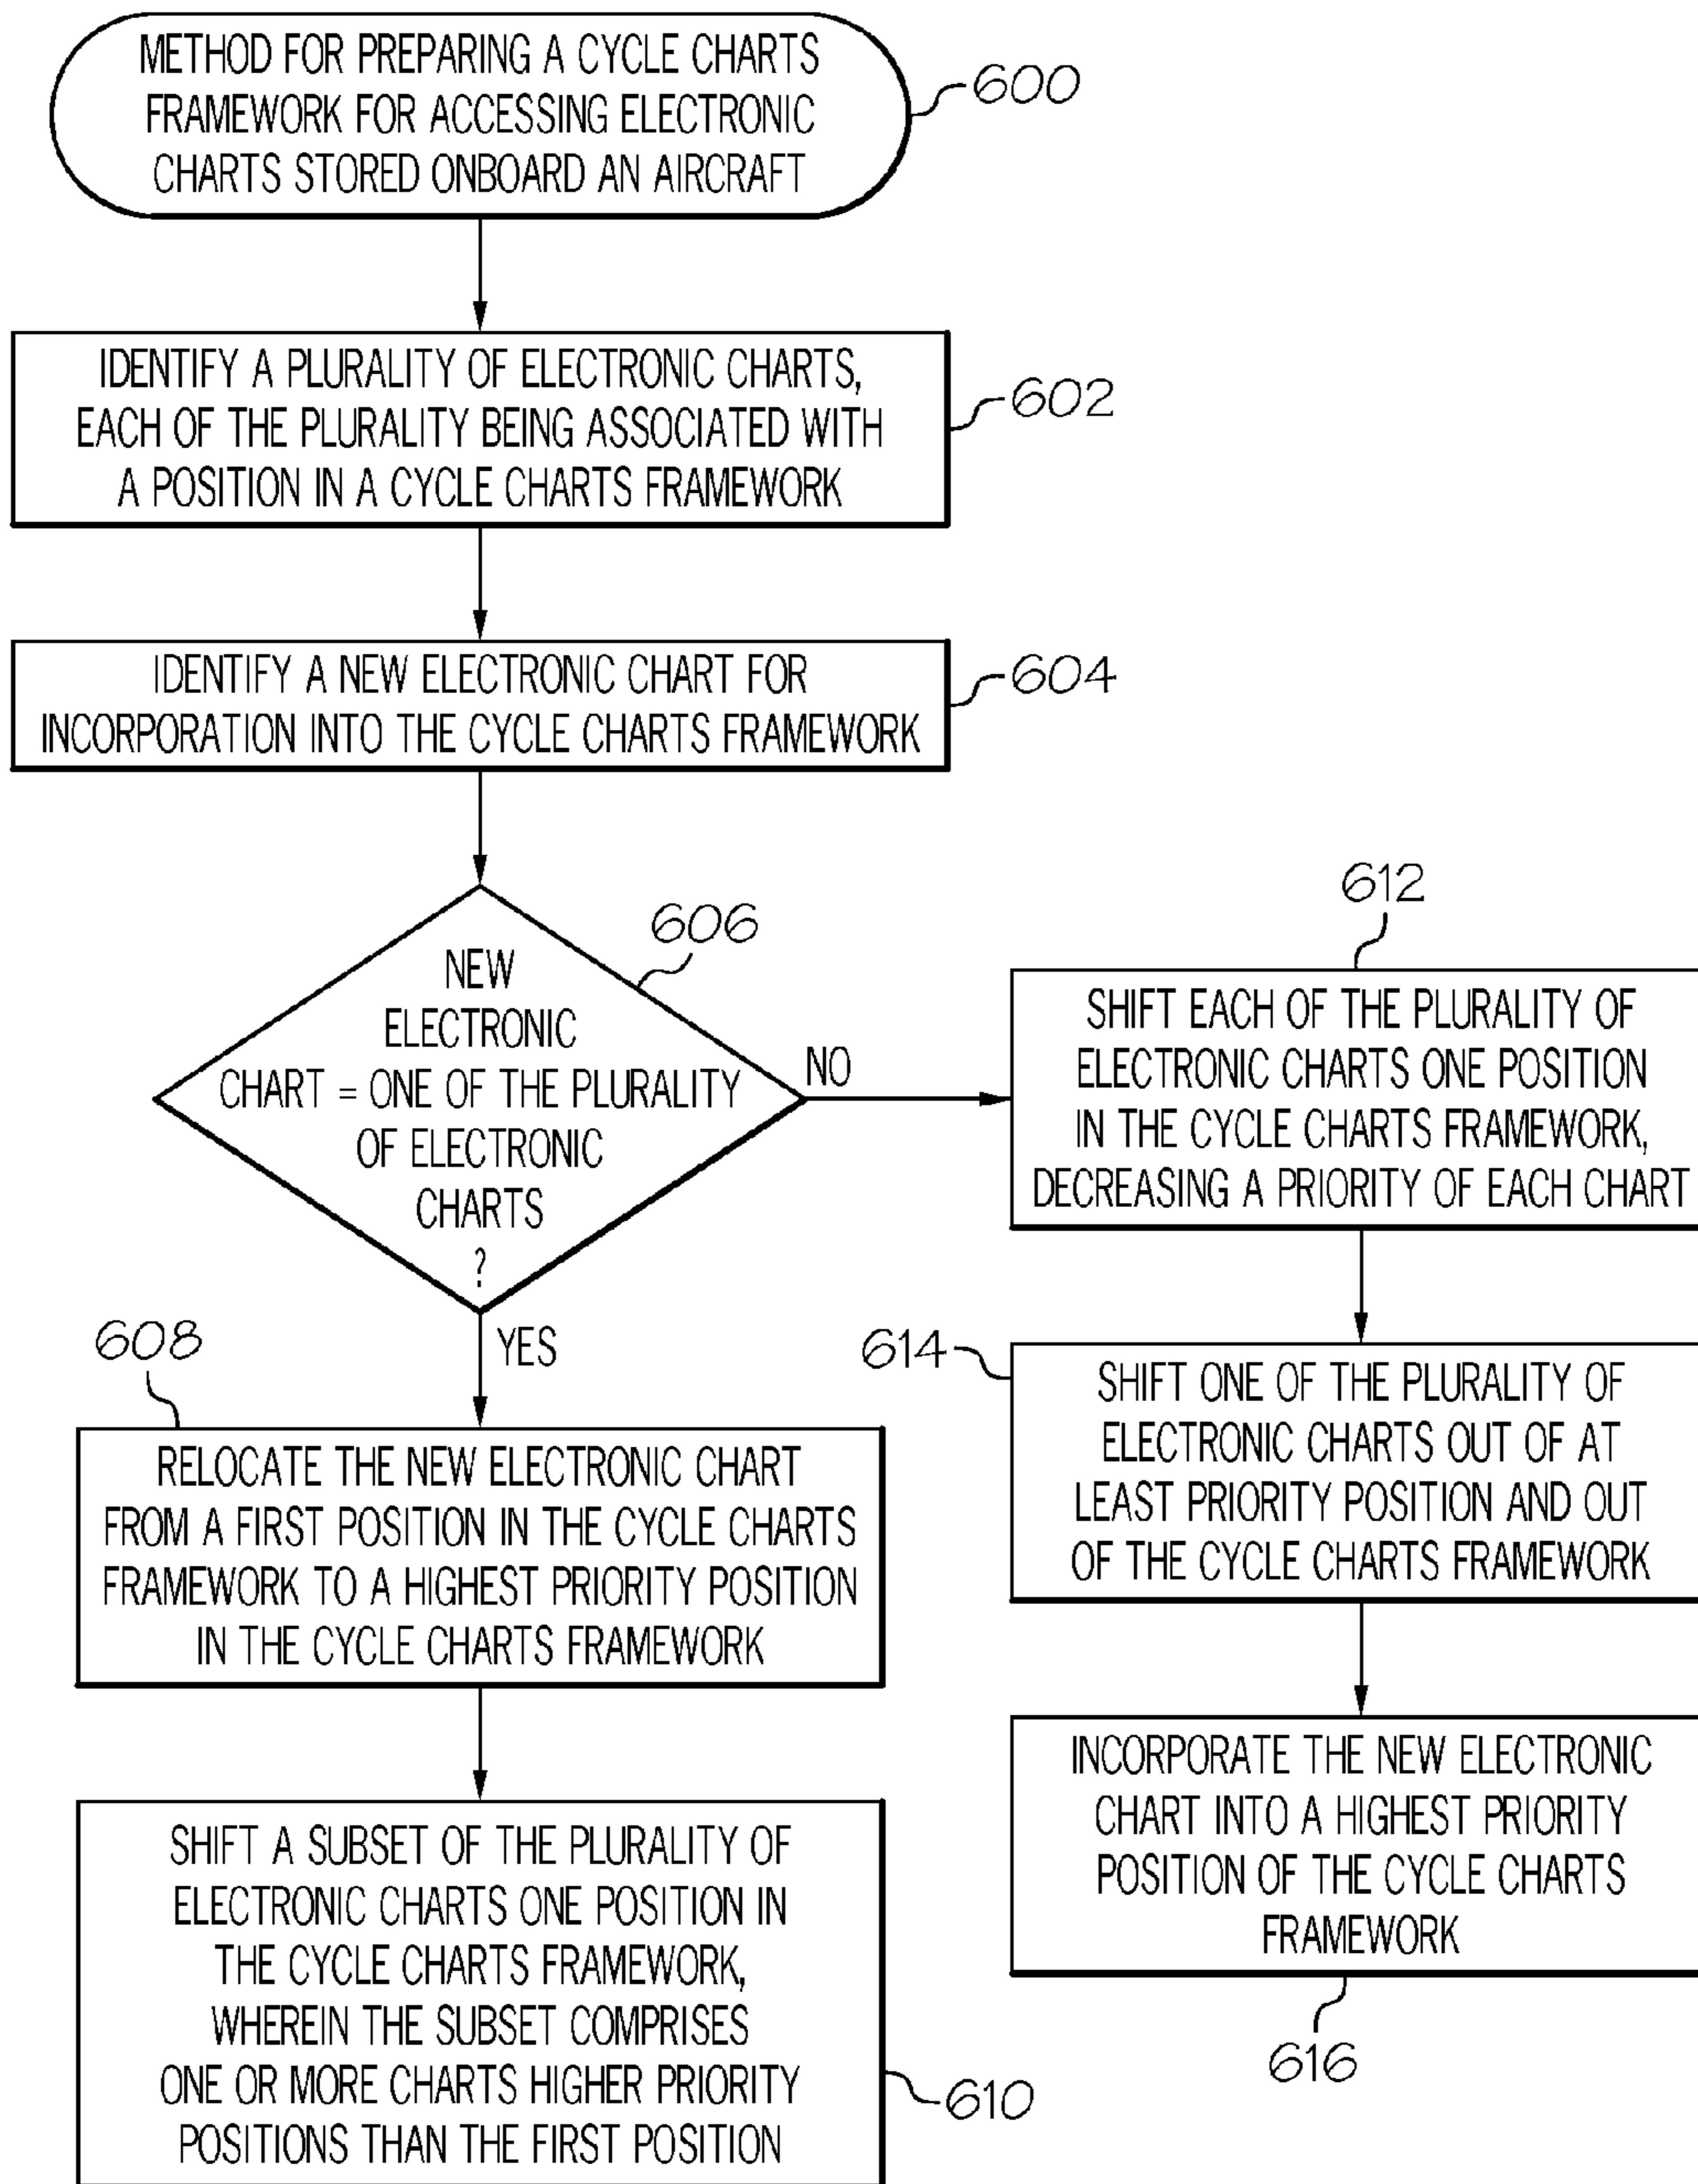 METHOD FOR PREPARING A CYCLE CHARTS
FRAMEWORK FOR ACCESSING ELECTRONIC
CHARTS STORED ONBOARD AN AIRCRAFT
600
IDENTIFY A PLURALITY OF ELECTRONIC CHARTS,
EACH OF THE PLURALITY BEING ASSOCIATED WITH
A POSITION IN A CYCLE CHARTS FRAMEWORK
602
IDENTIFY A NEW ELECTRONIC CHART FOR
INCORPORATION INTO THE CYCLE CHARTS FRAMEWORK
604
NEW
ELECTRONIC
CHART = ONE OF THE PLURALITY
OF ELECTRONIC
CHARTS
?
606
NO
YES
608
RELOCATE THE NEW ELECTRONIC CHART
FROM A FIRST POSITION IN THE CYCLE CHARTS
FRAMEWORK TO A HIGHEST PRIORITY POSITION
IN THE CYCLE CHARTS FRAMEWORK
SHIFT A SUBSET OF THE PLURALITY OF
ELECTRONIC CHARTS ONE POSITION IN
THE CYCLE CHARTS FRAMEWORK,
WHEREIN THE SUBSET COMPRISES
ONE OR MORE CHARTS HIGHER PRIORITY
POSITIONS THAN THE FIRST POSITION
610
612
SHIFT EACH OF THE PLURALITY OF
ELECTRONIC CHARTS ONE POSITION
IN THE CYCLE CHARTS FRAMEWORK,
DECREASING A PRIORITY OF EACH CHART
614
SHIFT ONE OF THE PLURALITY OF
ELECTRONIC CHARTS OUT OF AT
LEAST PRIORITY POSITION AND OUT
OF THE CYCLE CHARTS FRAMEWORK
INCORPORATE THE NEW ELECTRONIC
CHART INTO A HIGHEST PRIORITY
POSITION OF THE CYCLE CHARTS
FRAMEWORK
616